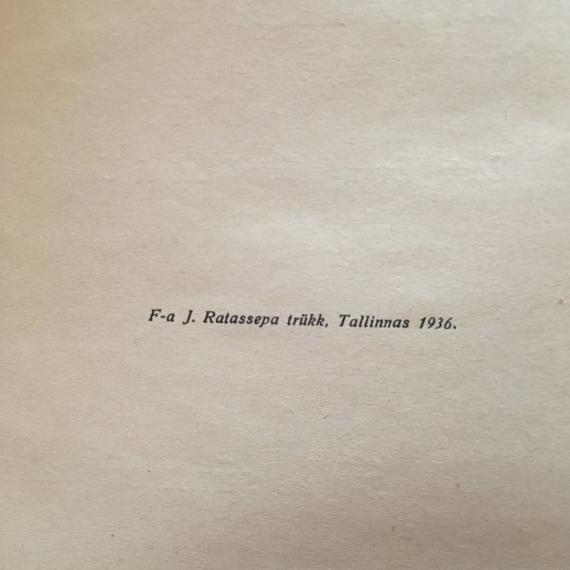 F-a J. Ratassepa trükk, Tallinnas 1936.